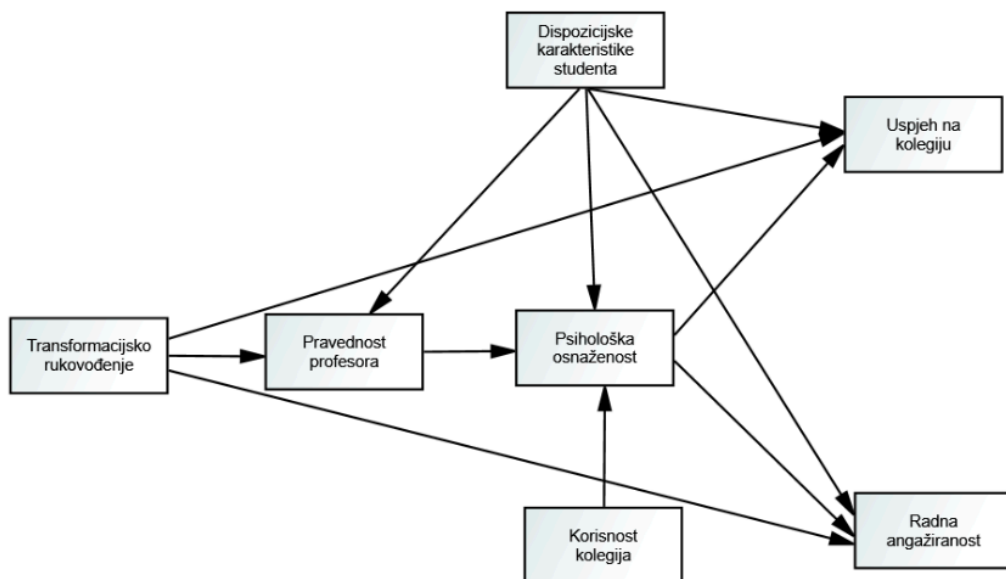 Dispozicijske
karakteristike
studenta
Uspjeh na
kolegiju
Transformacijsko
rukovođenje
Pravednost
profesora
Psihološka
osnaženost
Korisnost
kolegija
Radna
angažiranost